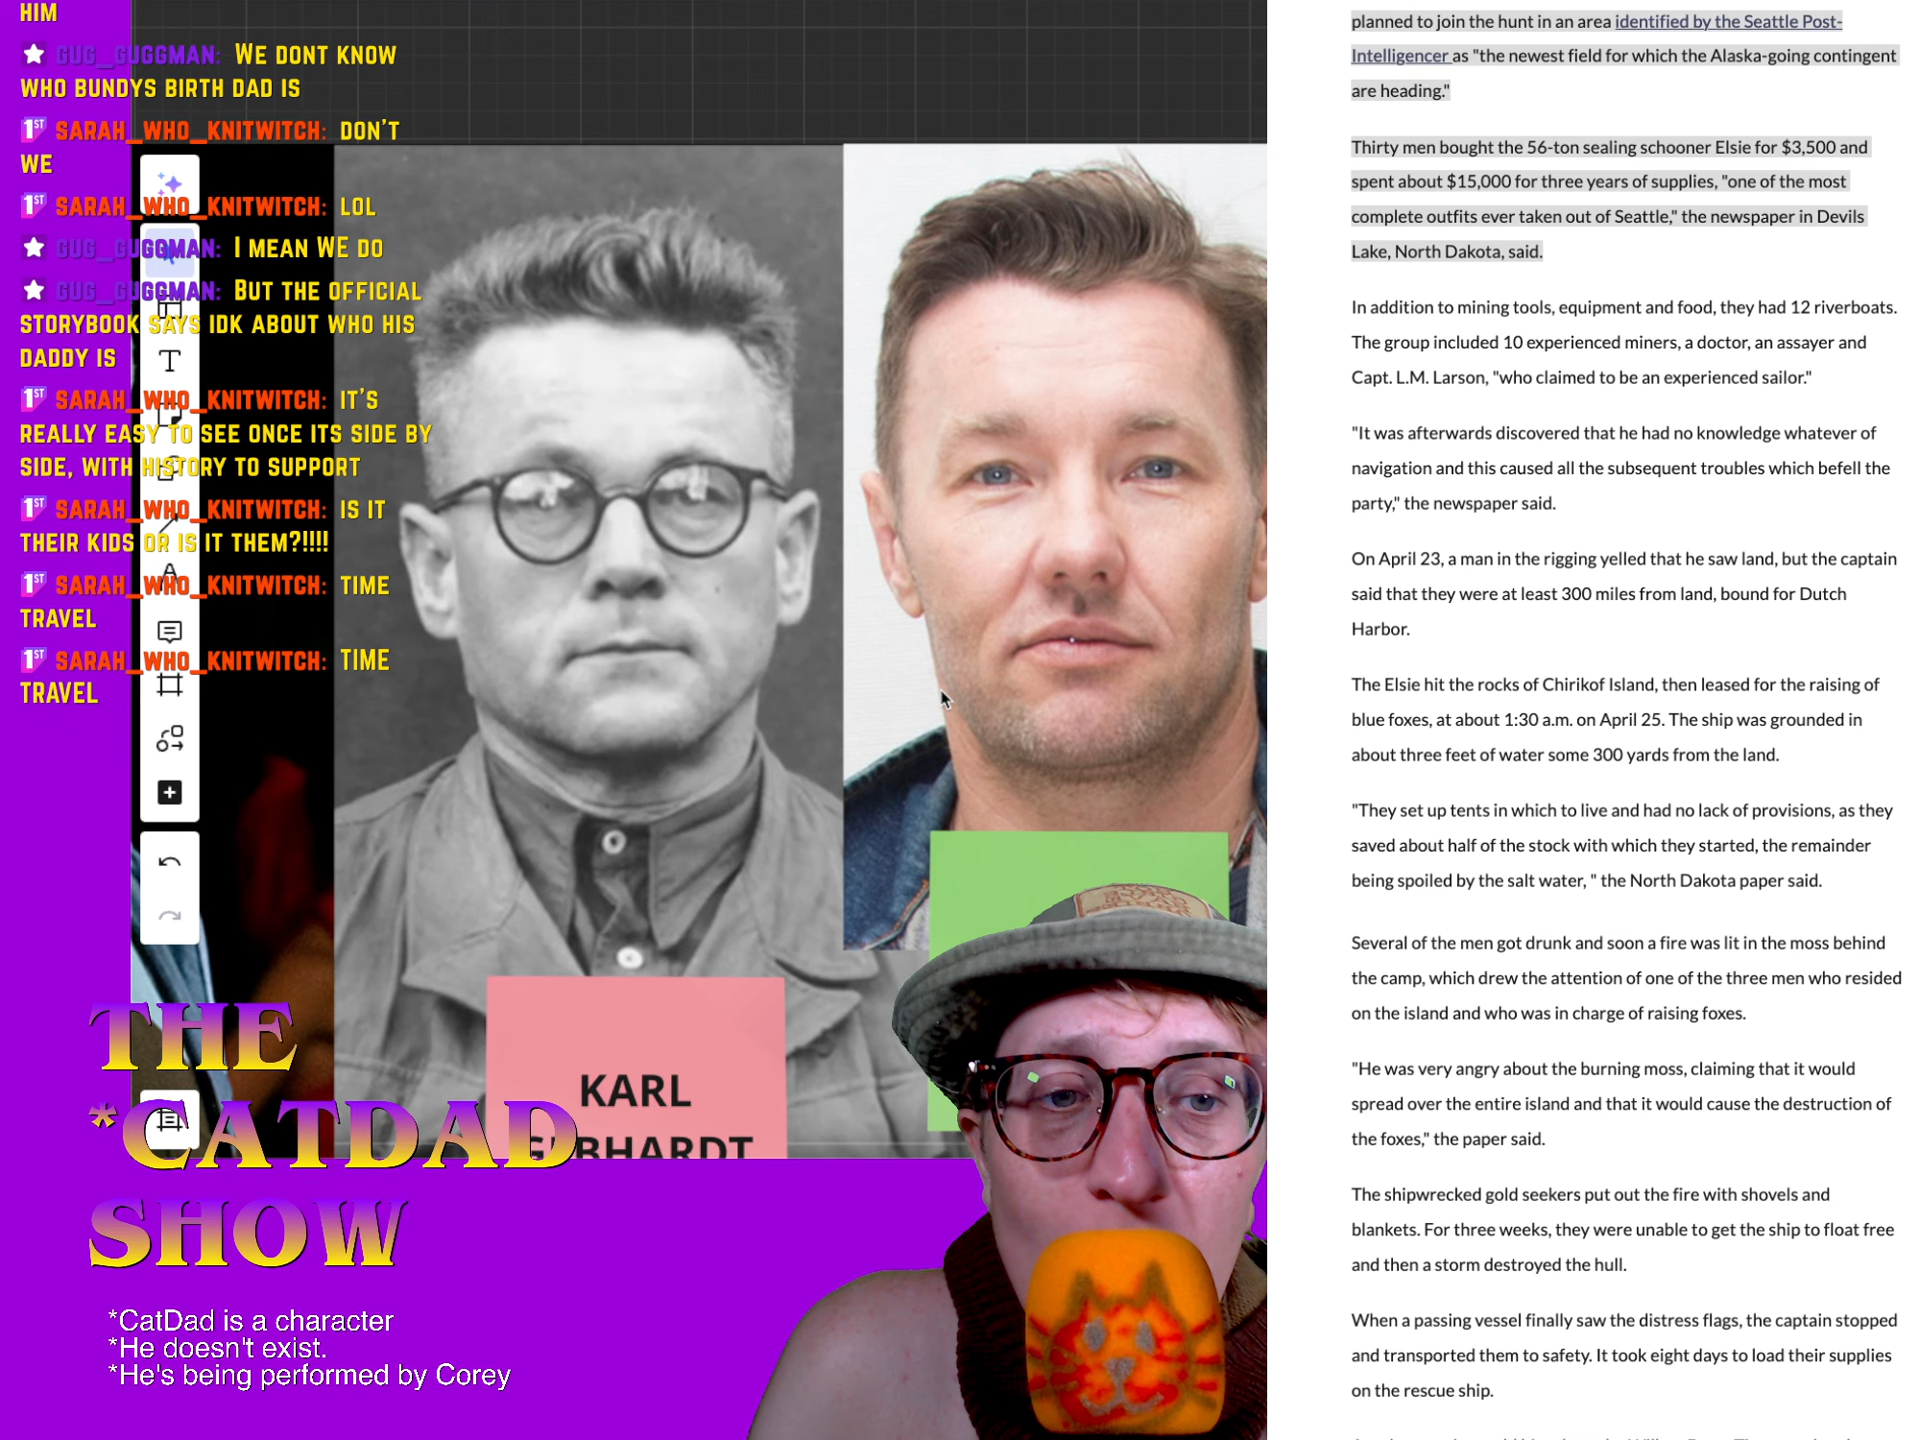 HIM
GUG_GUGGMAN: WE DONT KNOW
WHO BUNDYS BIRTH DAD IS
1ST SARAH_WHO_KNITWITCH: DON'T
WE
1ST SARAH_WHO_KNITWITCH: LOL
GUG_GUGGMAN: I MEAN WE DO
GUG_GUGGMAN: BUT THE OFFICIAL
STORYBOOK SAYS IDK ABOUT WHO HIS
DADDY IS
1ST SARAH_WHO_KNITWITCH: IT'S
REALLY EASY TO SEE ONCE ITS SIDE BY
SIDE, WITH HISTORY TO SUPPORT
1ST SARAH_WHO_KNITWITCH: IS IT
THEIR KIDS OR IS IT THEM?!!!!
1ST SARAH_WHO_KNITWITCH: TIME
TRAVEL
1ST SARAH_WHO_KNITWITCH: TIME
TRAVEL
KARL
GEBHARDT
THE
*CATDAD
SHOW
*CatDad is a character
*He doesn't exist.
*He's being performed by Corey
planned to join the hunt in an area identified by the Seattle Post-
Intelligencer as "the newest field for which the Alaska-going contingent
are heading."
Thirty men bought the 56-ton sealing schooner Elsie for $3,500 and
spent about $15,000 for three years of supplies, "one of the most
complete outfits ever taken out of Seattle," the newspaper in Devils
Lake, North Dakota, said.
In addition to mining tools, equipment and food, they had 12 riverboats.
The group included 10 experienced miners, a doctor, an assayer and
Capt. L.M. Larson, "who claimed to be an experienced sailor."
"It was afterwards discovered that he had no knowledge whatever of
navigation and this caused all the subsequent troubles which befell the
party," the newspaper said.
On April 23, a man in the rigging yelled that he saw land, but the captain
said that they were at least 300 miles from land, bound for Dutch
Harbor.
The Elsie hit the rocks of Chirikof Island, then leased for the raising of
blue foxes, at about 1:30 a.m. on April 25. The ship was grounded in
about three feet of water some 300 yards from the land.
"They set up tents in which to live and had no lack of provisions, as they
saved about half of the stock with which they started, the remainder
being spoiled by the salt water, " the North Dakota paper said.
Several of the men got drunk and soon a fire was lit in the moss behind
the camp, which drew the attention of one of the three men who resided
on the island and who was in charge of raising foxes.
"He was very angry about the burning moss, claiming that it would
spread over the entire island and that it would cause the destruction of
the foxes," the paper said.
The shipwrecked gold seekers put out the fire with shovels and
blankets. For three weeks, they were unable to get the ship to float free
and then a storm destroyed the hull.
When a passing vessel finally saw the distress flags, the captain stopped
and transported them to safety. It took eight days to load their supplies
on the rescue ship.